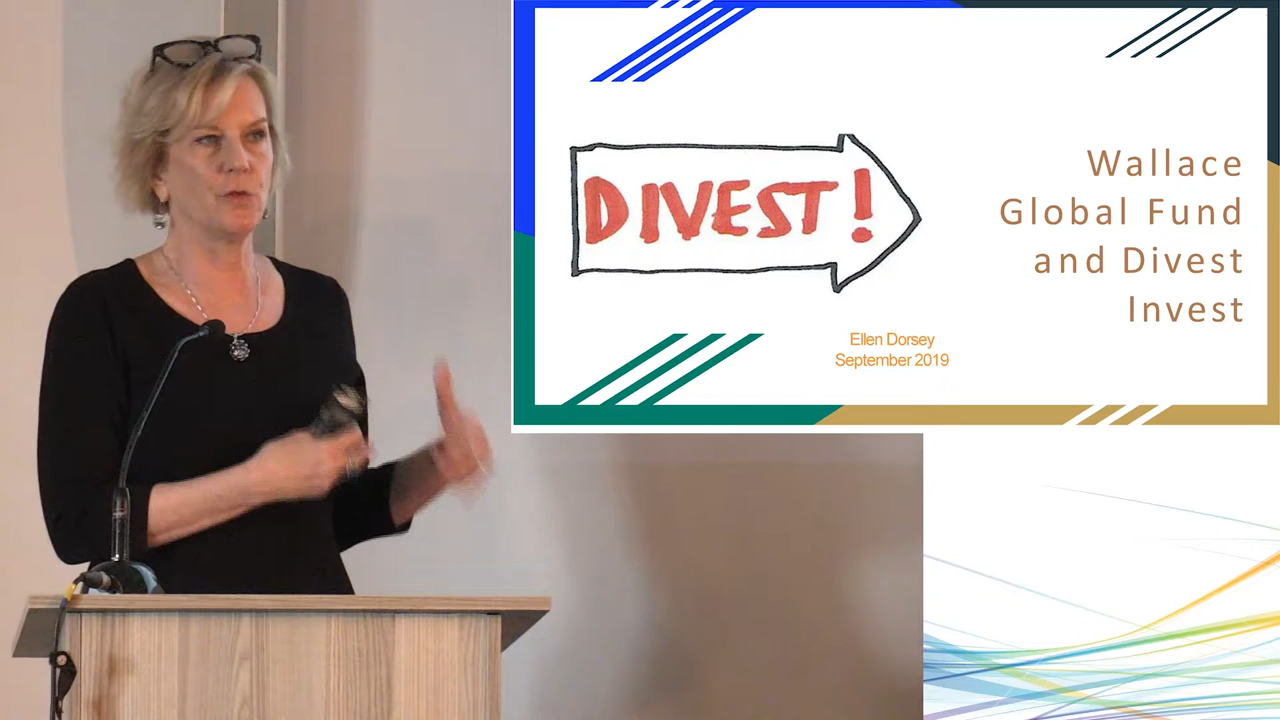 DIVEST!
Wallace
Global Fund
and Divest
Invest
Ellen Dorsey
September 2019